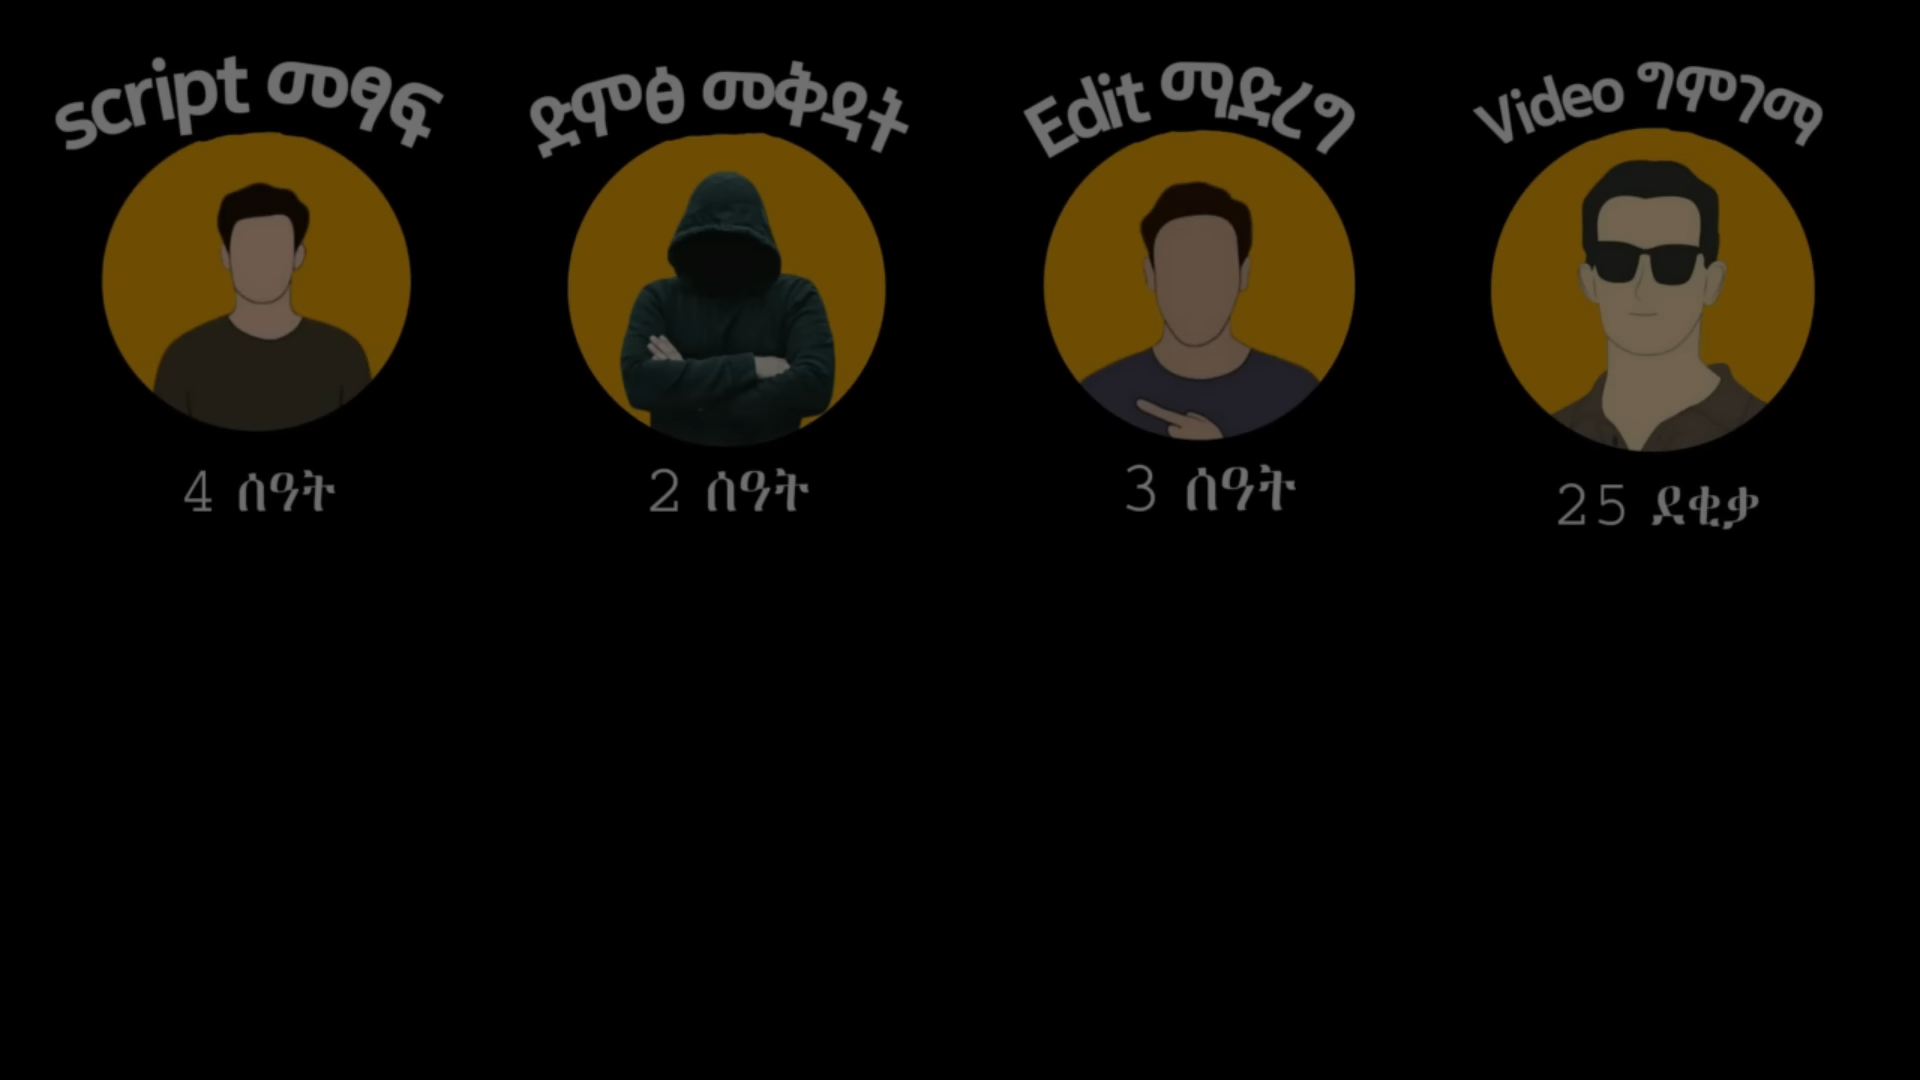 script መፃፍ
ድምፅ መቅዳት
Edit ማድረግ
Video ግምገማ
4 ሰዓት
2 ሰዓት
3 ሰዓት
25 ደቂቃ